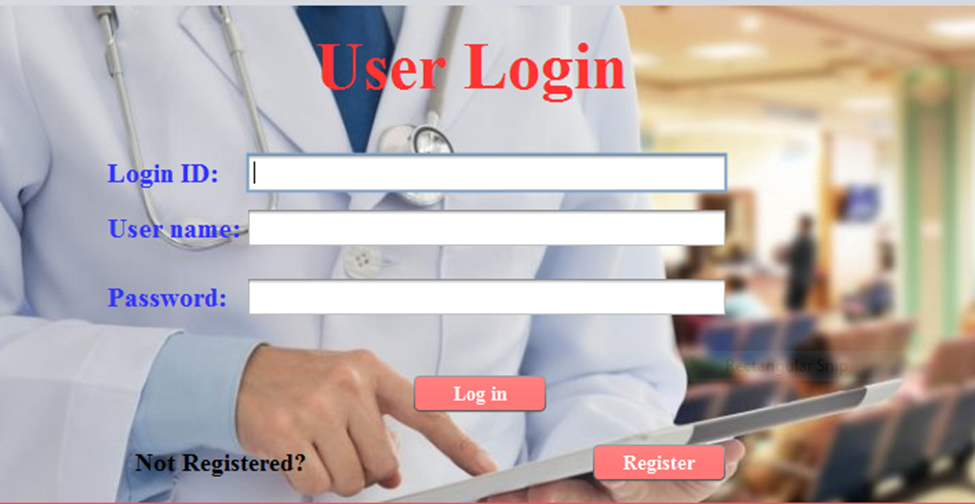 User Login
Login ID:
User name:
Password:
Rectangular Snip
Log in
Not Registered?
Register